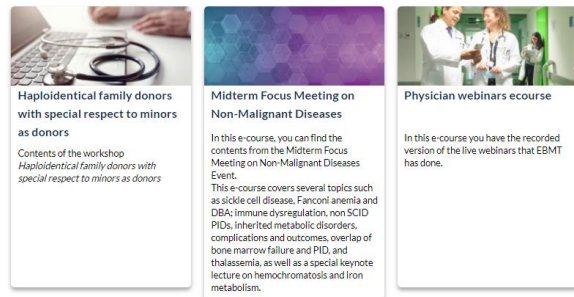 Haploidentical family donors
with special respect to minors
as donors
Contents of the workshop
Haploidentical family donors with
special respect to minors as donors
Midterm Focus Meeting on
Non-Malignant Diseases
In this e-course, you can find the
contents from the Midterm Focus
Meeting on Non-Malignant Diseases
Event.
This e-course covers several topics such
as sickle cell disease, Fanconi anemia and
DBA; immune dysregulation, non SCID
PIDs, inherited metabolic disorders,
complications and outcomes, overlap of
bone marrow failure and PID, and
thalassemia, as well as a special keynote
lecture on hemochromatosis and iron
metabolism.
Physician webinars ecourse
In this e-course you have the recorded
version of the live webinars that EBMT
has done.